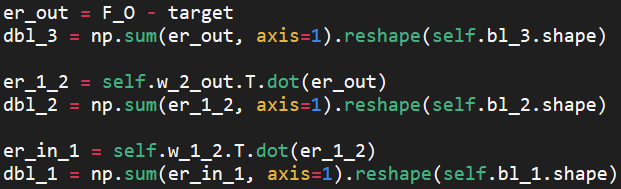 er_out = F_O - target
dbl_3 = np.sum(er_out, axis=1).reshape(self.bl_3.shape)
er_1_2 = self.w_2_out.T.dot(er_out)
dbl_2 = np.sum(er_1_2, axis=1).reshape(self.bl_2.shape)
er_in_1 = self.w_1_2.T.dot(er_1_2)
dbl_1 = np.sum(er_in_1, axis=1).reshape(self.bl_1.shape)